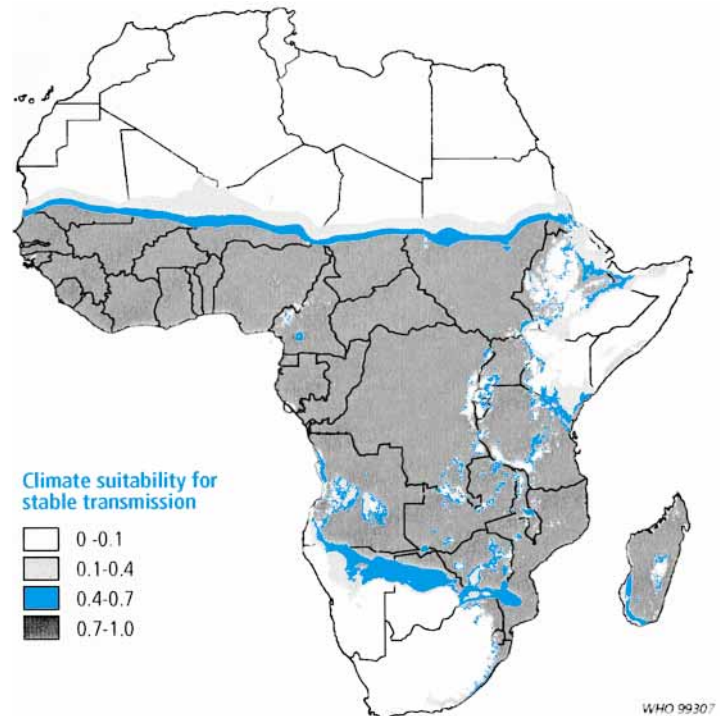 Climate suitability for
stable transmission
0 -0.1
0.1-0.4
0.4-0.7
0.7-1.0
WHO 99307